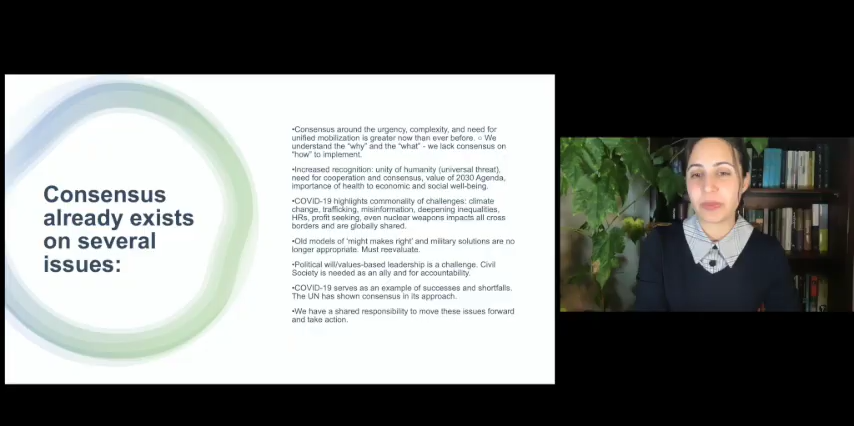 Consensus
already exists
on several
issues:
•Consensus around the urgency, complexity, and need for
unified mobilization is greater now than ever before. ○ We
understand the "why" and the "what" - we lack consensus on
"how" to implement.
•Increased recognition: unity of humanity (universal threat),
need for cooperation and consensus, value of 2030 Agenda,
importance of health to economic and social well-being.
•COVID-19 highlights commonality of challenges: climate
change, trafficking, misinformation, deepening inequalities,
HRs, profit seeking, even nuclear weapons impacts all cross
borders and are globally shared.
•Old models of 'might makes right' and military solutions are no
longer appropriate. Must reevaluate.
•Political will/values-based leadership is a challenge. Civil
Society is needed as an ally and for accountability.
•COVID-19 serves as an example of successes and shortfalls.
The UN has shown consensus in its approach.
•We have a shared responsibility to move these issues forward
and take action.